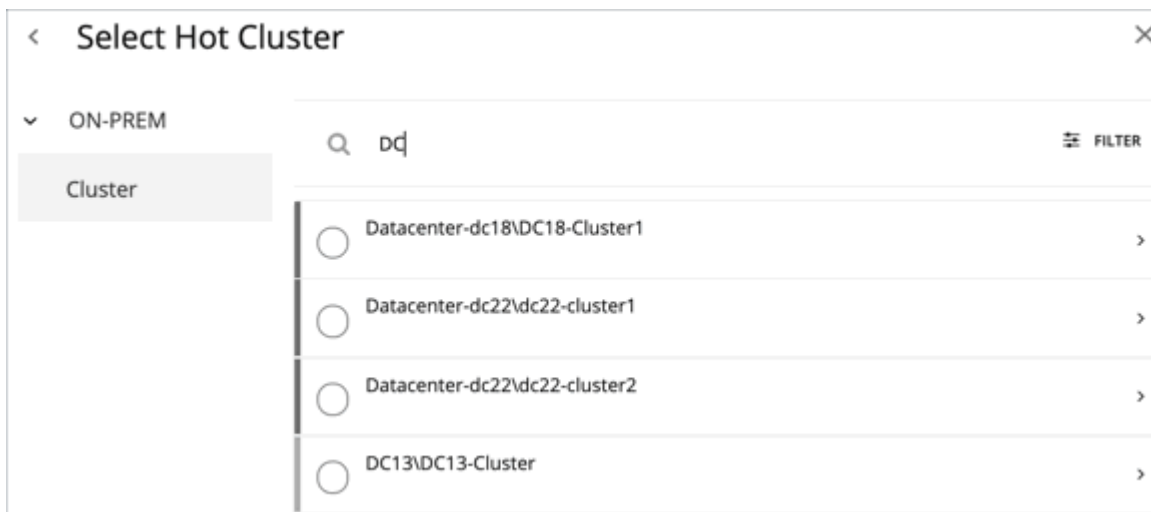 Select Hot Cluster
ON-PREM
DC
FILTER
Cluster
Datacenter-dc18\DC18-Cluster1
Datacenter-dc22\dc22-cluster1
Datacenter-dc22\dc22-cluster2
DC13\DC13-Cluster